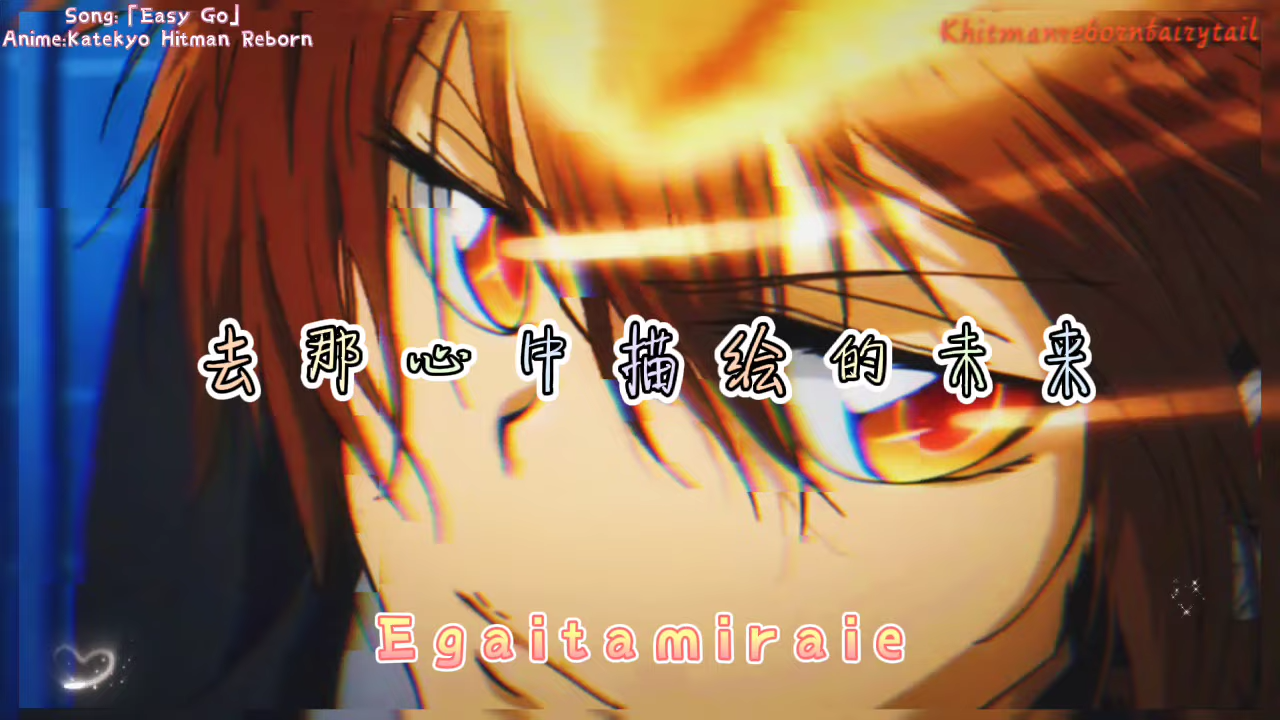 Song:「Easy Go」
Anime:Katekyo Hitman Reborn
Khitmanrebornfairytail
去那心中描绘的未来
Egaitamiraie